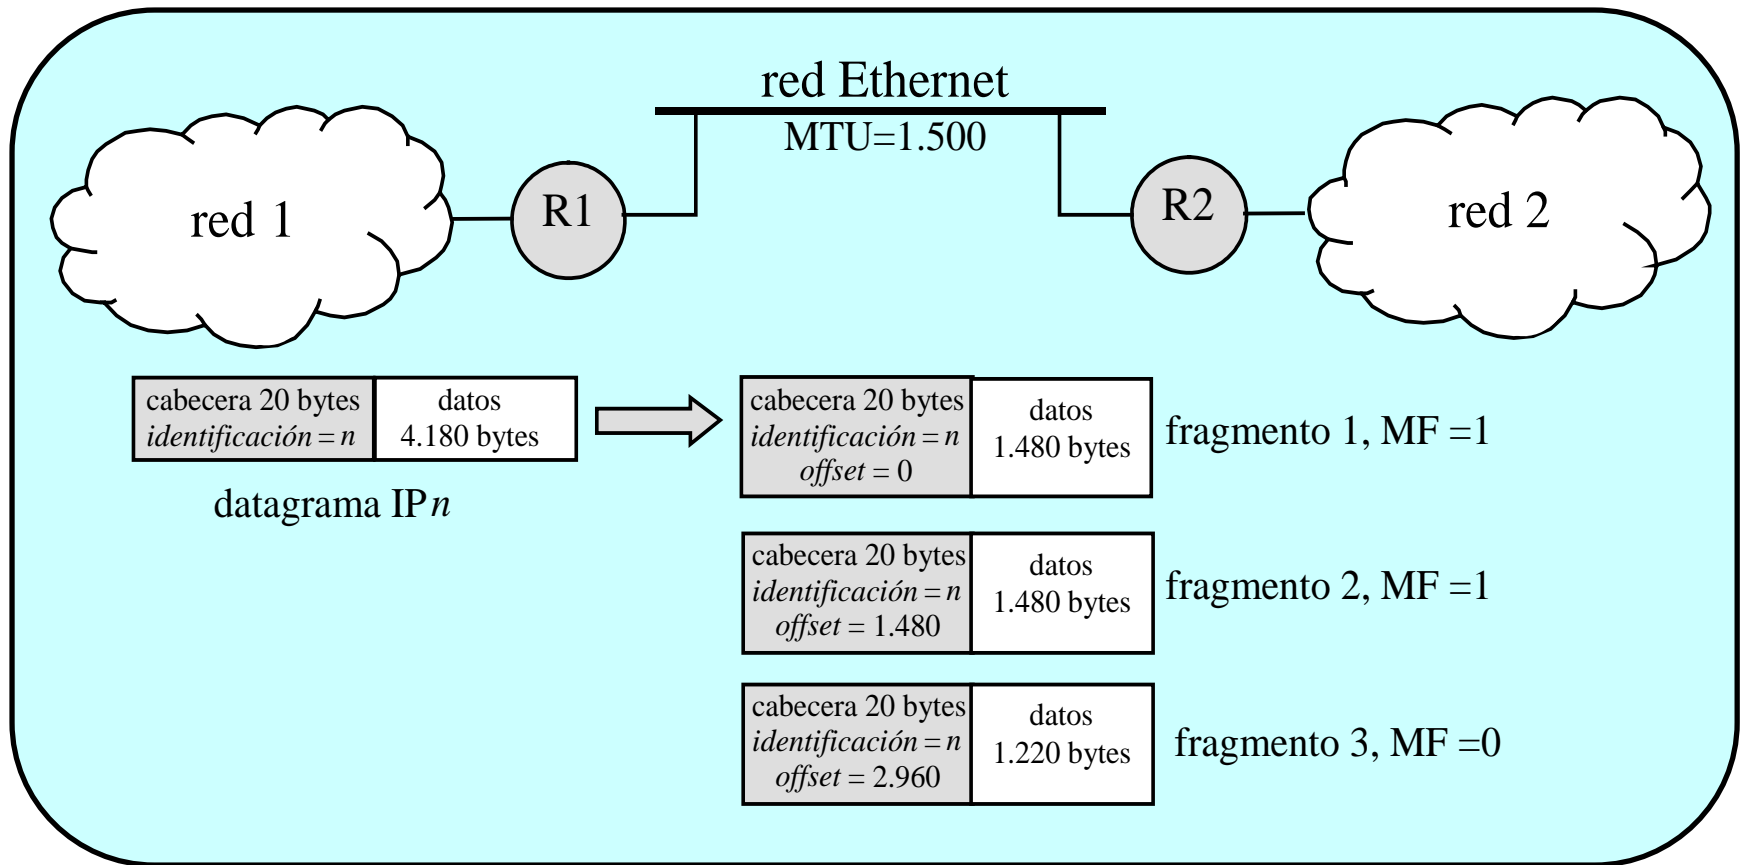 red Ethernet
MTU=1.500
red 1
R1
R2
red 2
cabecera 20 bytes
identificación = n
datos
4.180 bytes
datagrama IP n
cabecera 20 bytes
identificación = n
offset = 0
datos
1.480 bytes
fragmento 1, MF =1
cabecera 20 bytes
identificación = n
offset = 1.480
datos
1.480 bytes
fragmento 2, MF =1
cabecera 20 bytes
identificación = n
offset = 2.960
datos
1.220 bytes
fragmento 3, MF =0